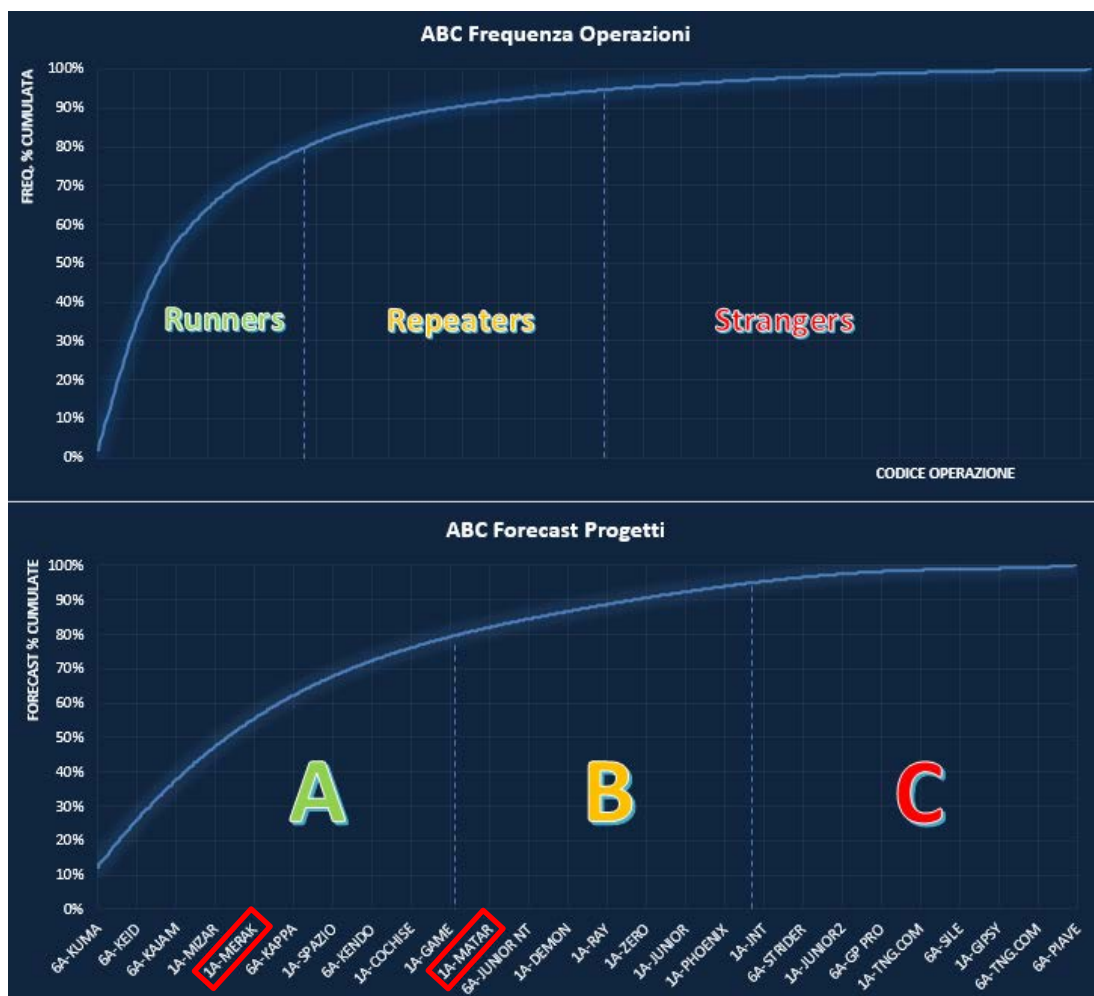 ABC Frequenza Operazioni
FREQ, % CUMULATA
100%
90%
80%
70%
60%
50%
40%
30%
20%
10%
0%
Runners
Repeaters
Strangers
CODICE OPERAZIONE
ABC Forecast Progetti
FORECAST % CUMULATE
100%
90%
80%
70%
60%
50%
40%
30%
20%
10%
0%
A
B
C
6A-KUMA
6A-KEID
6A-KAJAM
1A-MIZAR
1A-MERAK
6A-KAPPA
1A-SPAZIO
6A-KENDO
1A-COCHISE
1A-GAME
1A-MATAR
6A-JUNIOR NT
1A-DEMON
1A-RAY
1A-ZERO
1A-JUNIOR
1A-PHOENIX
1A-JNT
6A-STRIDER
1A-JUNIOR2
6A-GP PRO
1A-TNG.COM
6A-SILE
1A-GIPSY
6A-TNG.COM
6A-PIAVE